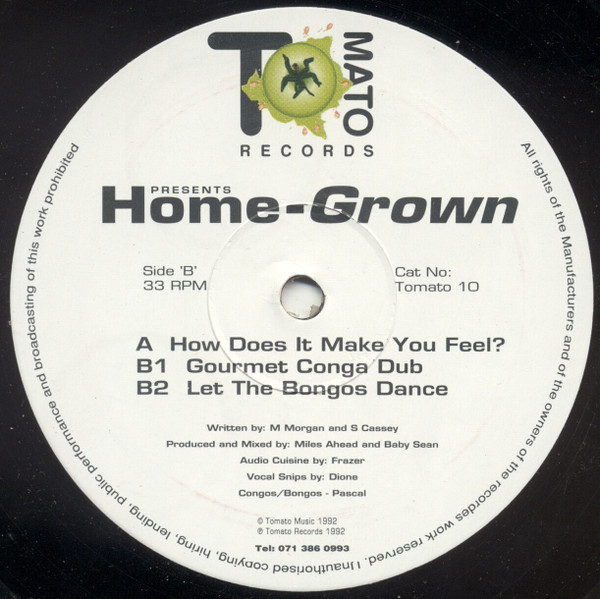 TOMATO
RECORDS
PRESENTS
Home-Grown
Side 'B'
33 RPM
Cat No:
Tomato 10
A How Does It Make You Feel?
B1 Gourmet Conga Dub
B2 Let The Bongos Dance
Written by: M Morgan and S Cassey
Produced and Mixed by: Miles Ahead and Baby Sean
Audio Cuisine by: Frazer
Vocal Snips by: Dione
Congos/Bongos - Pascal
© Tomato Music 1992
℗ Tomato Records 1992
Tel: 071 386 0993
All rights of the Manufacturers and of the owners of the recordes work reserved. Unauthorised copying, hiring, lending, public performance and broadcasting of this work prohibited